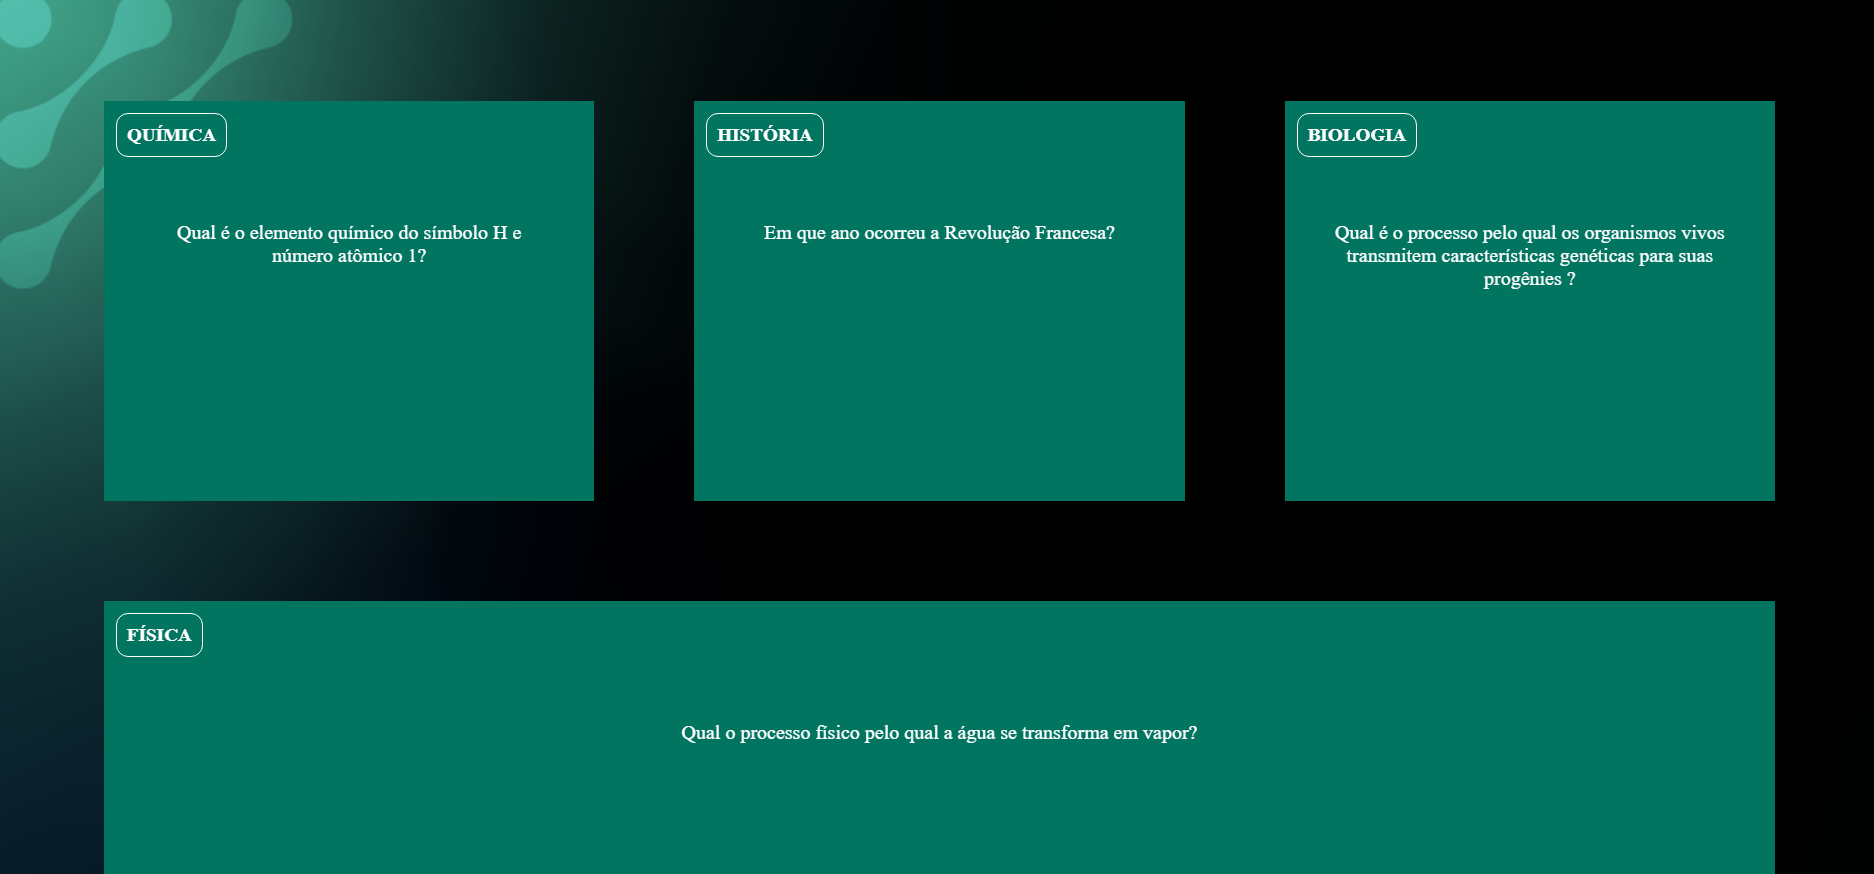 QUÍMICA
Qual é o elemento químico do símbolo H e
número atômico 1?
HISTÓRIA
Em que ano ocorreu a Revolução Francesa?
BIOLOGIA
Qual é o processo pelo qual os organismos vivos
transmitem características genéticas para suas
progênies ?
FÍSICA
Qual o processo físico pelo qual a água se transforma em vapor?